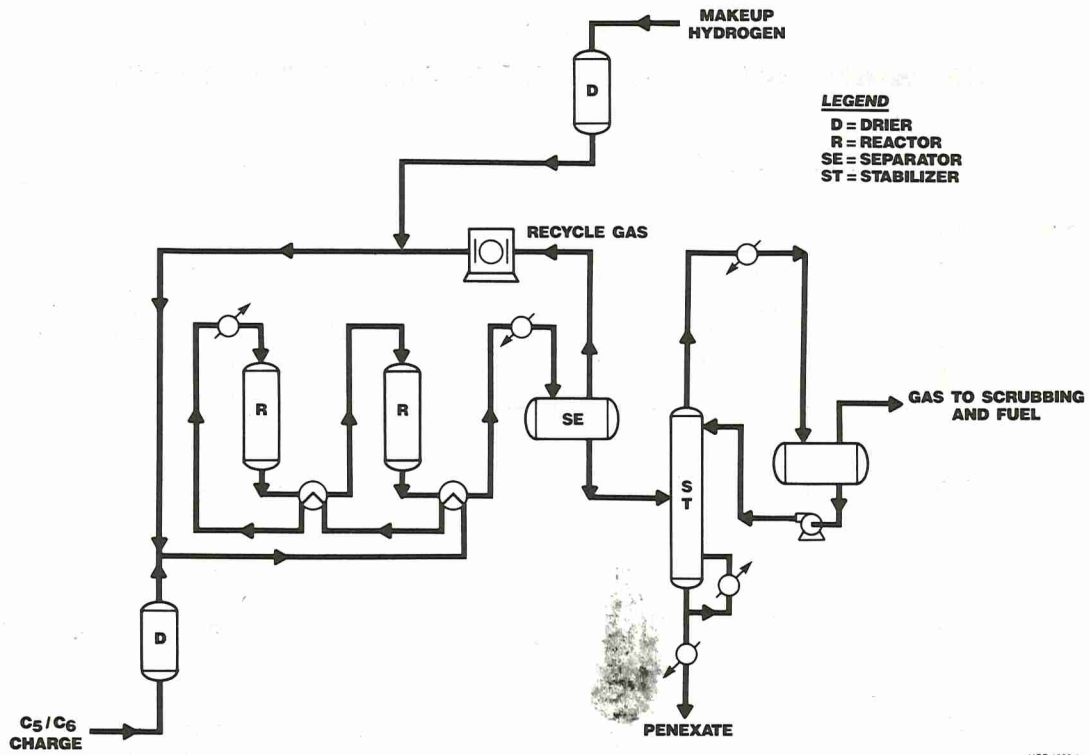 MAKEUP
HYDROGEN
D
LEGEND
D = DRIER
R = REACTOR
SE = SEPARATOR
ST = STABILIZER
RECYCLE GAS
R
R
SE
GAS TO SCRUBBING
AND FUEL
S
T
D
C5/C6
CHARGE
PENEXATE